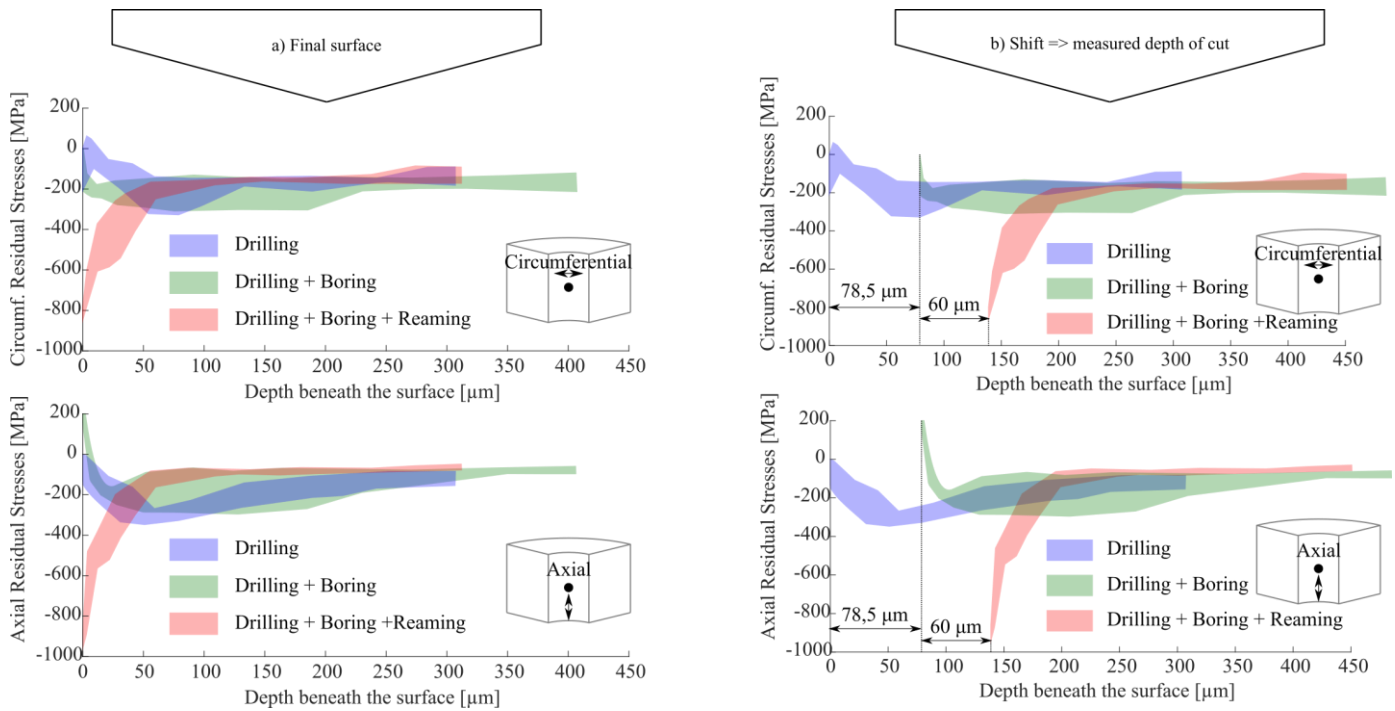 a) Final surface
Circumf. Residual Stresses [MPa]
200
0
-200
-400
-600
-800
-1000
0 50 100 150 200 250 300 350 400 450
Depth beneath the surface [µm]
Drilling
Drilling + Boring
Drilling + Boring + Reaming
Circumferential
Axial Residual Stresses [MPa]
200
0
-200
-400
-600
-800
-1000
0 50 100 150 200 250 300 350 400 450
Depth beneath the surface [µm]
Drilling
Drilling + Boring
Drilling + Boring +Reaming
Axial
b) Shift => measured depth of cut
Circumf. Residual Stresses [MPa]
200
0
-200
-400
-600
-800
-1000
0 50 100 150 200 250 300 350 400 450
Depth beneath the surface [µm]
78,5 µm
60 µm
Drilling
Drilling + Boring
Drilling + Boring +Reaming
Circumferential
Axial Residual Stresses [MPa]
200
0
-200
-400
-600
-800
-1000
0 50 100 150 200 250 300 350 400 450
Depth beneath the surface [µm]
78,5 µm
60 µm
Drilling
Drilling + Boring
Drilling + Boring + Reaming
Axial